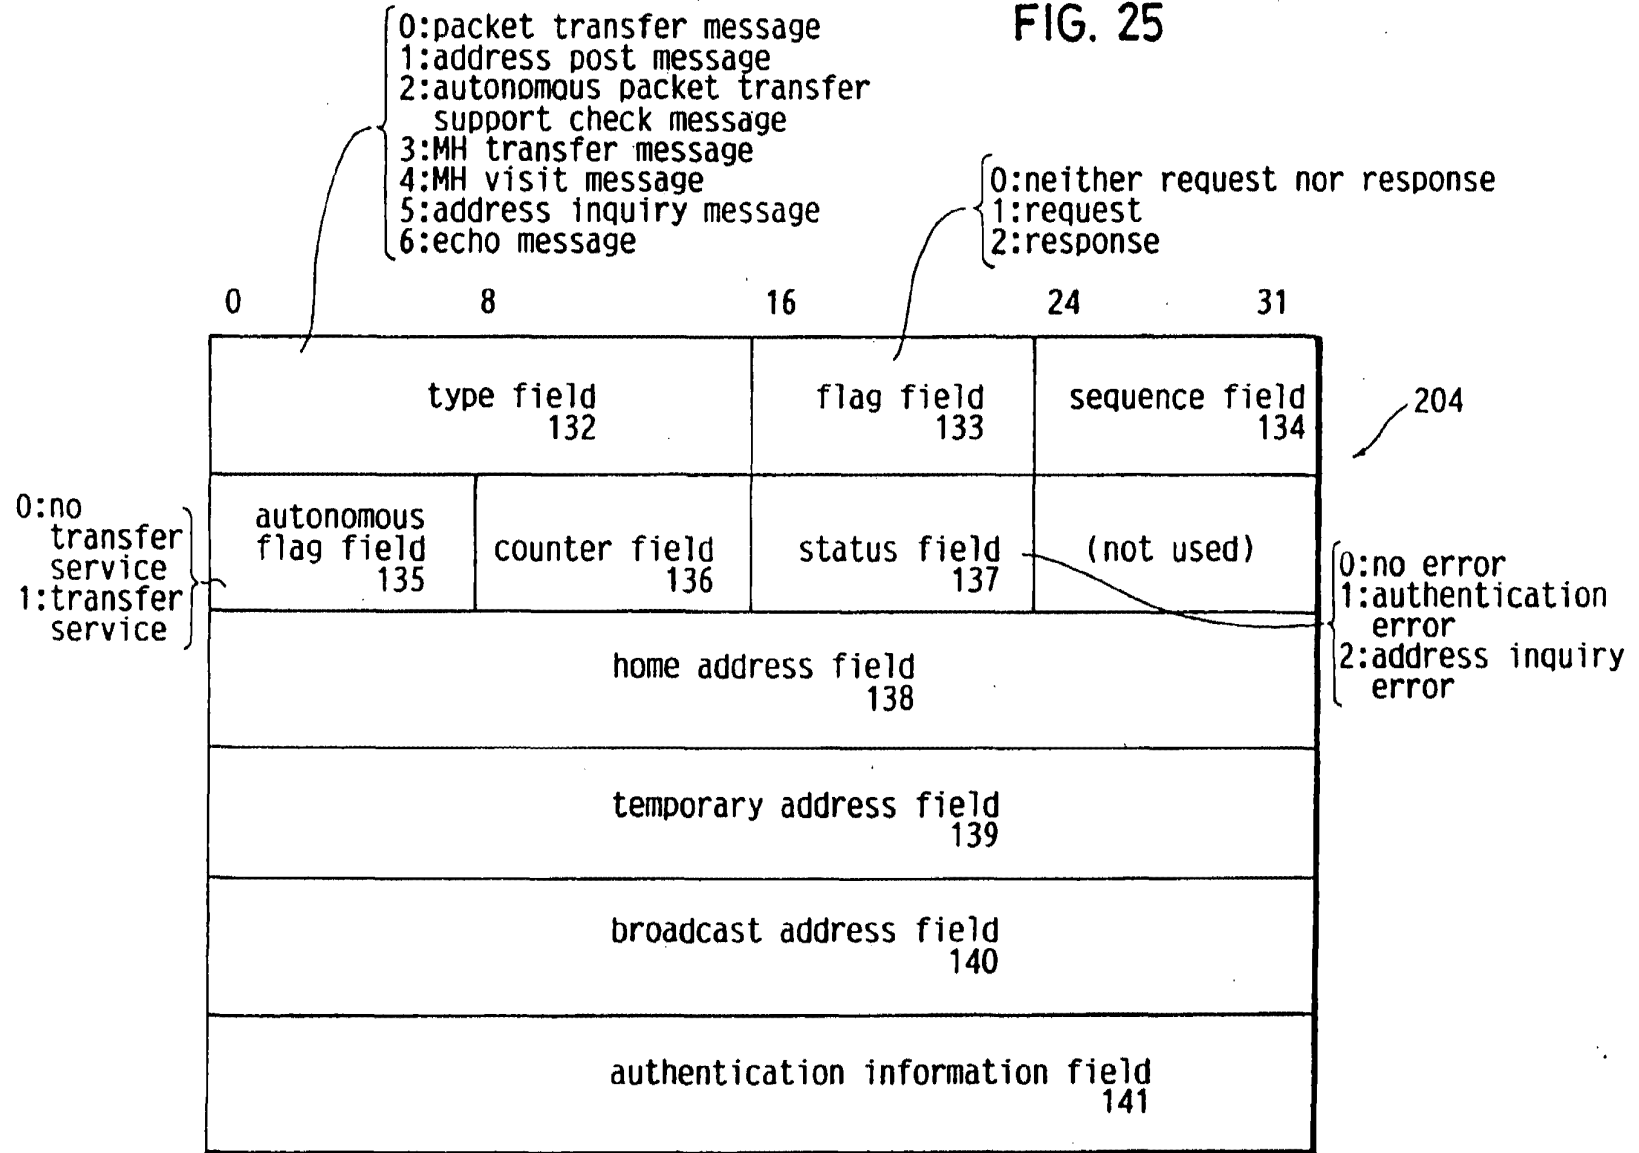 FIG. 25
0:packet transfer message
1:address post message
2:autonomous packet transfer
support check message
3:MH transfer message
4:MH visit message
5:address inquiry message
6:echo message
0:neither request nor response
1:request
2:response
0 8 16 24 31
type field
132
flag field
133
sequence field
134
204
0:no
transfer
service
1:transfer
service
autonomous
flag field
135
counter field
136
status field
137
(not used)
0:no error
1:authentication
error
2:address inquiry
error
home address field
138
temporary address field
139
broadcast address field
140
authentication information field
141